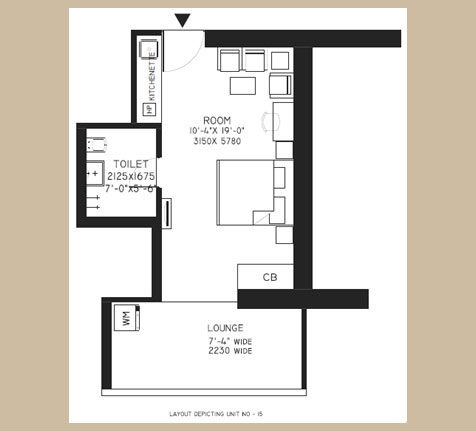 KITCHENETTE
HP
ROOM
10'-4"X 19'-0"
3150X 5780
TOILET
2125X1675
7'-0"X5'-6"
CB
WM
LOUNGE
7'-4" WIDE
2230 WIDE
LAYOUT DEPICTING UNIT NO - 15